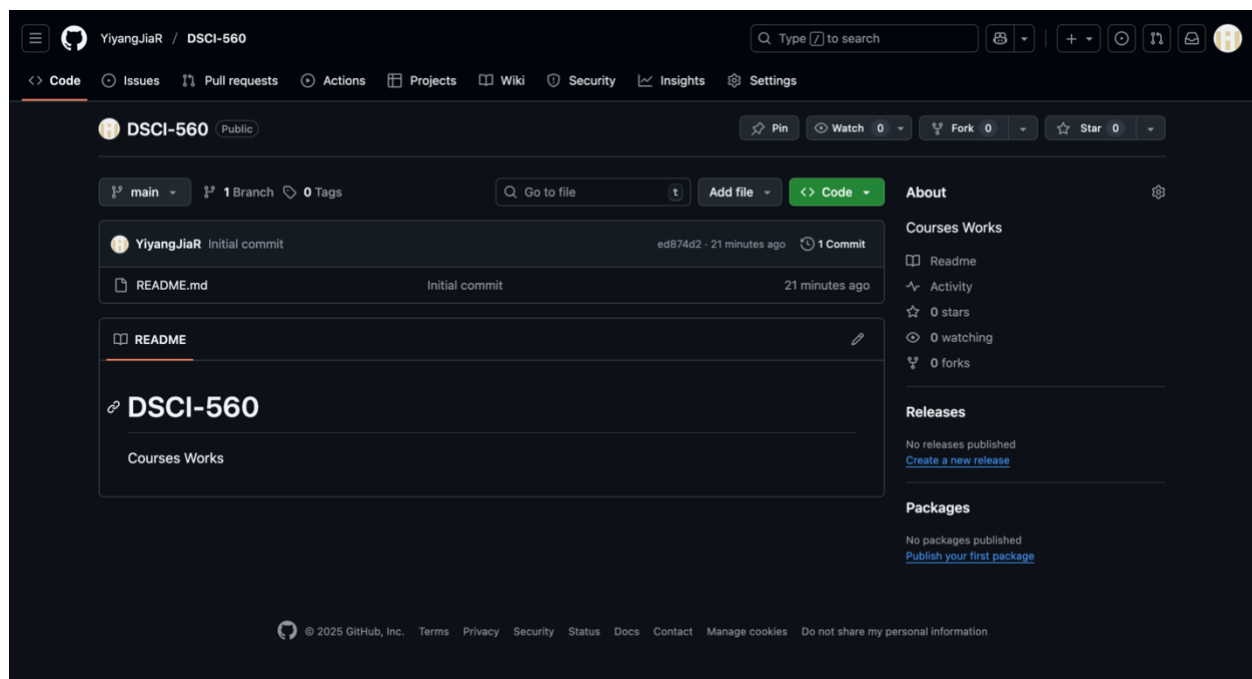 YiyangJiaR / DSCI-560
Type / to search
Code Issues Pull requests Actions Projects Wiki Security Insights Settings
DSCI-560 Public
Pin Watch 0 Fork 0 Star 0
main 1 Branch 0 Tags
Go to file t Add file Code
YiyangJiaR Initial commit ed874d2 · 21 minutes ago 1 Commit
README.md Initial commit 21 minutes ago
README
DSCI-560
Courses Works
About
Courses Works
Readme
Activity
0 stars
0 watching
0 forks
Releases
No releases published
Create a new release
Packages
No packages published
Publish your first package
© 2025 GitHub, Inc. Terms Privacy Security Status Docs Contact Manage cookies Do not share my personal information